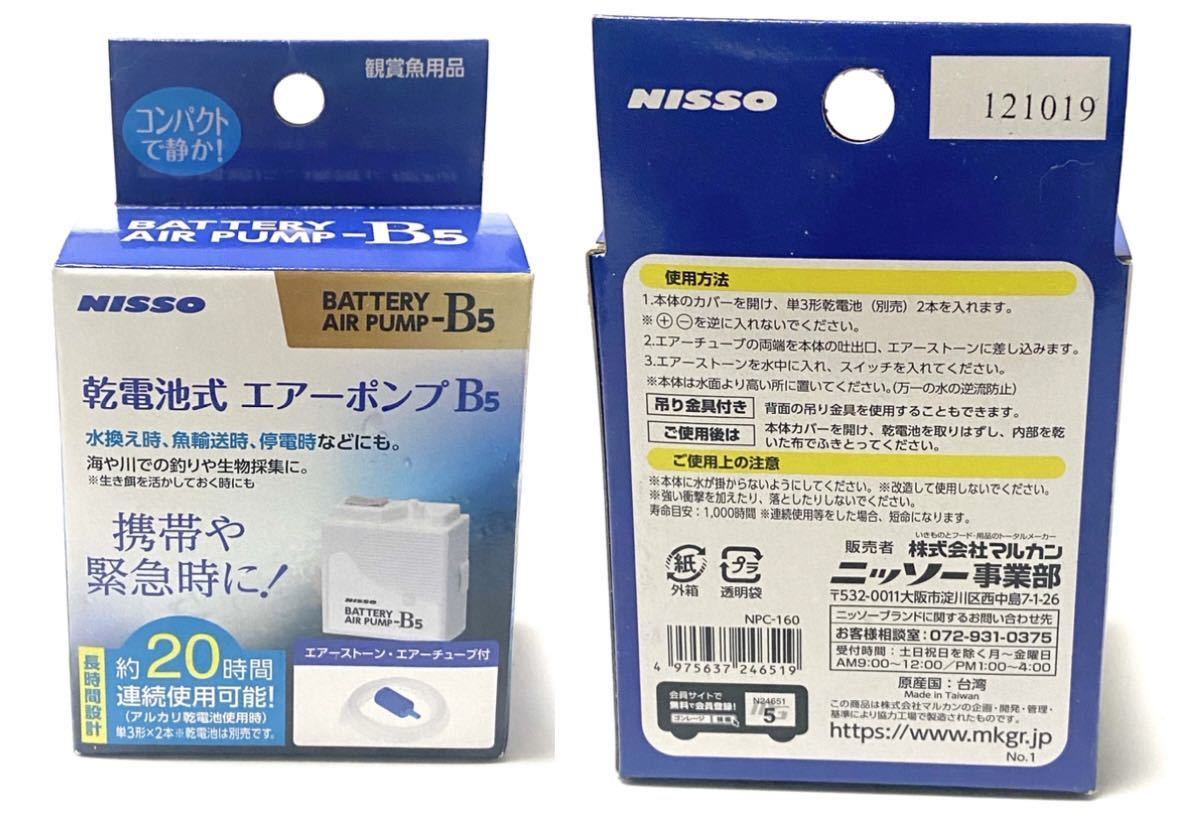 観賞魚用品
コンパクト
で静か!
BATTERY
AIR PUMP-B5
NISSO
BATTERY
AIR PUMP-B5
乾電池式 エアーポンプB5
水換え時、魚輸送時、停電時などにも。
海や川での釣りや生物採集に。
※生き餌を活かしておく時にも
携帯や
緊急時に!
NISSO
BATTERY
AIR PUMP-B5
長時間設計
約20時間
連続使用可能!
(アルカリ乾電池使用時)
単3形×2本※乾電池は別売です。
エアーストーン・エアーチューブ付
NISSO
121019
使用方法
1.本体のカバーを開け、単3形乾電池(別売)2本を入れます。
※⊕⊖を逆に入れないでください。
2.エアーチューブの両端を本体の吐出口、エアーストーンに差し込みます。
3.エアーストーンを水中に入れ、スイッチを入れてください。
※本体は水面より高い所に置いてください。(万一の水の逆流防止)
吊り金具付き 背面の吊り金具を使用することもできます。
ご使用後は 本体カバーを開け、乾電池を取りはずし、内部を乾
いた布でふきとってください。
ご使用上の注意
※本体に水が掛からないようにしてください。※改造して使用しないでください。
※強い衝撃を加えたり、落としたりしないでください。
寿命目安:1,000時間 ※連続使用等をした場合、短命になります。
紙
外箱
プラ
透明袋
いきものとフード・用品のトータルメーカー
販売者 株式会社マルカン
ニッソー事業部
〒532-0011大阪市淀川区西中島7-1-26
ニッソーブランドに関するお問い合わせ先
お客様相談室:072-931-0375
受付時間:土日祝日を除く月~金曜日
AM9:00~12:00/PM1:00~4:00
原産国:台湾
Made in Taiwan
この商品は株式会社マルカンの企画・開発・管理・
基準により協力工場で製造されたものです。
https://www.mkgr.jp
No.1
NPC-160
4 975637 246519
会員サイトで
無料で会員登録!
ゴンレージ 検索
N24651
5